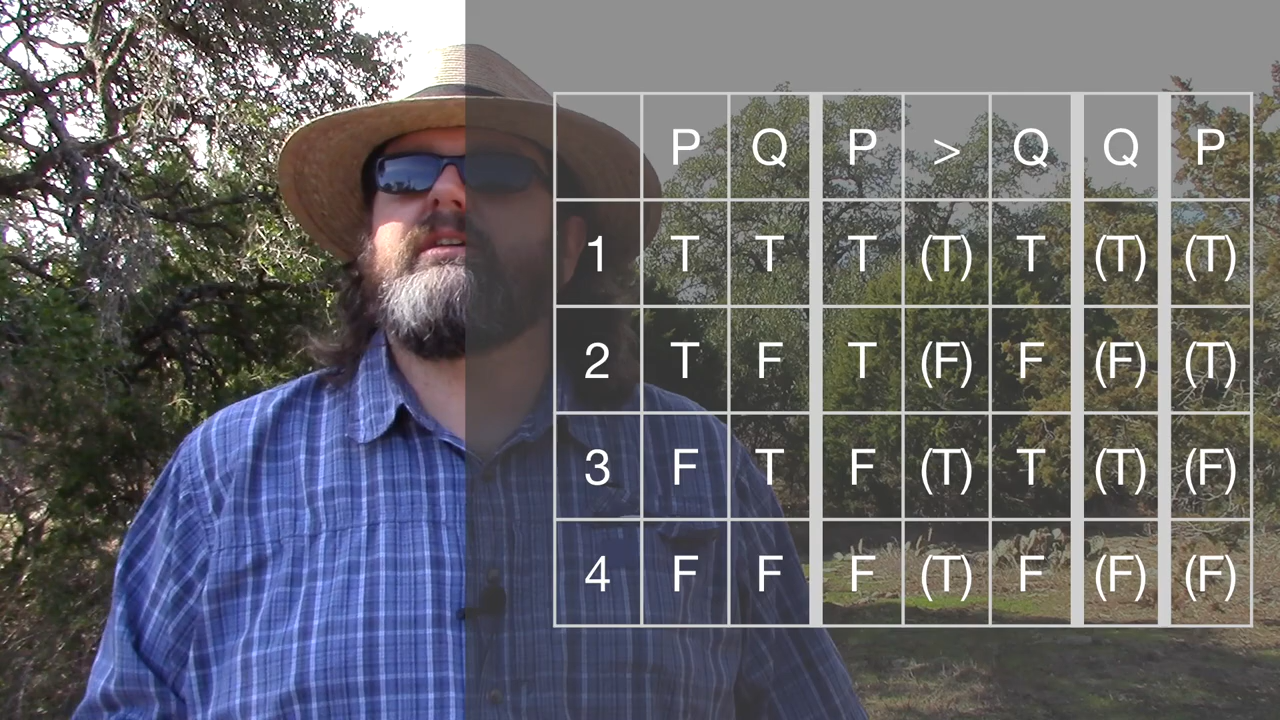 P Q P > Q Q P
1 T T T (T) T (T) (T)
2 T F T (F) F (F) (T)
3 F T F (T) T (T) (F)
4 F F F (T) F (F) (F)